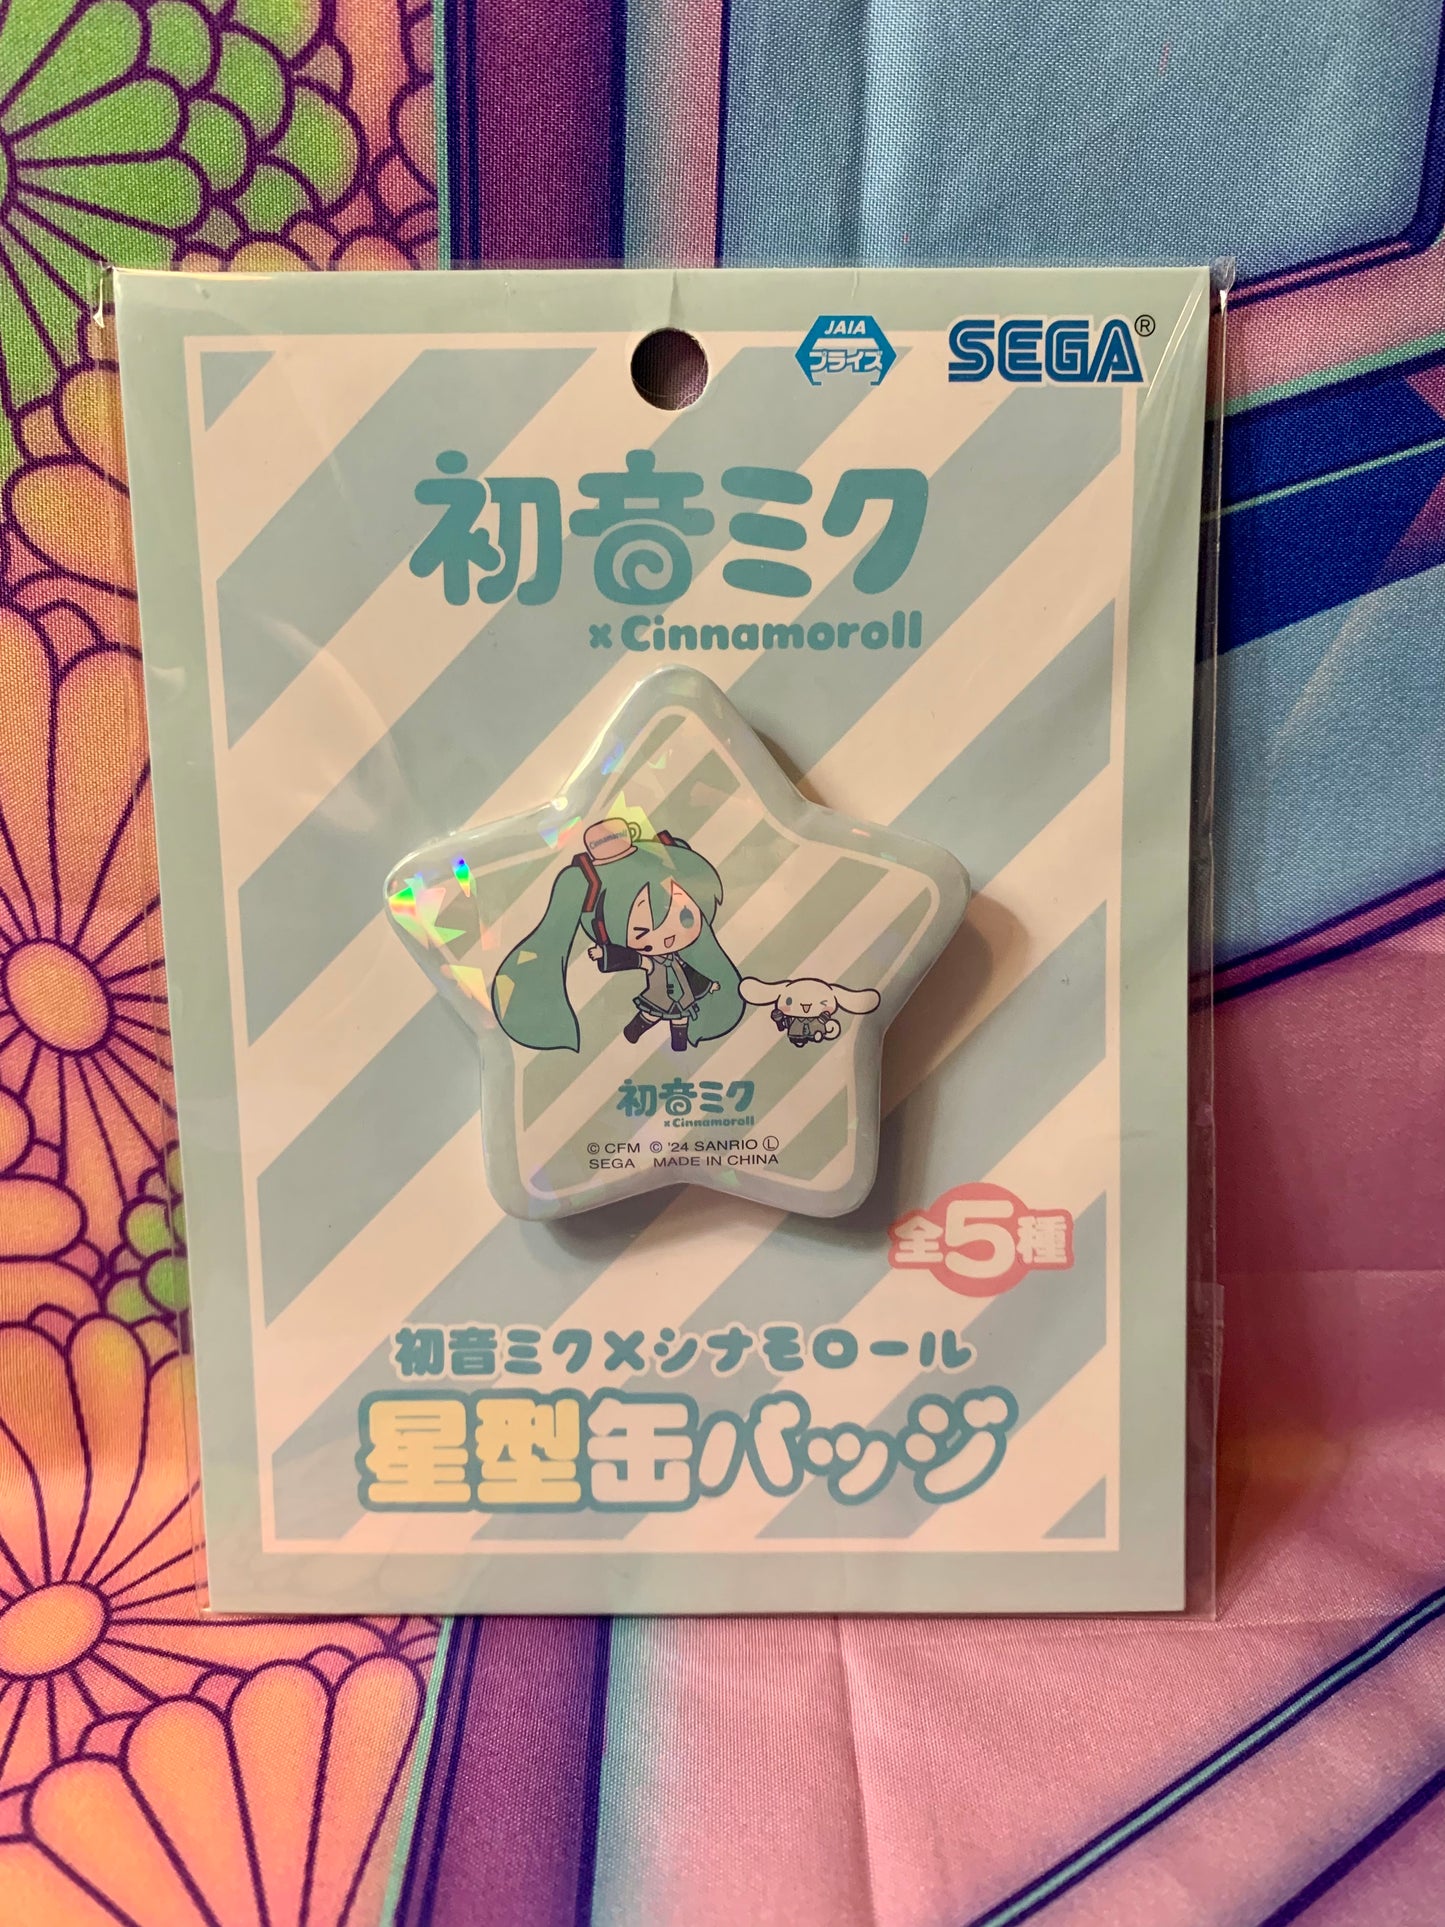 JAIA
プライズ
SEGA®
初音ミク
×Cinnamoroll
Cinnamoroll
初音ミク
×Cinnamoroll
© CFM © '24 SANRIO Ⓛ
SEGA MADE IN CHINA
全5種
初音ミク×シナモロール
星型缶バッジ